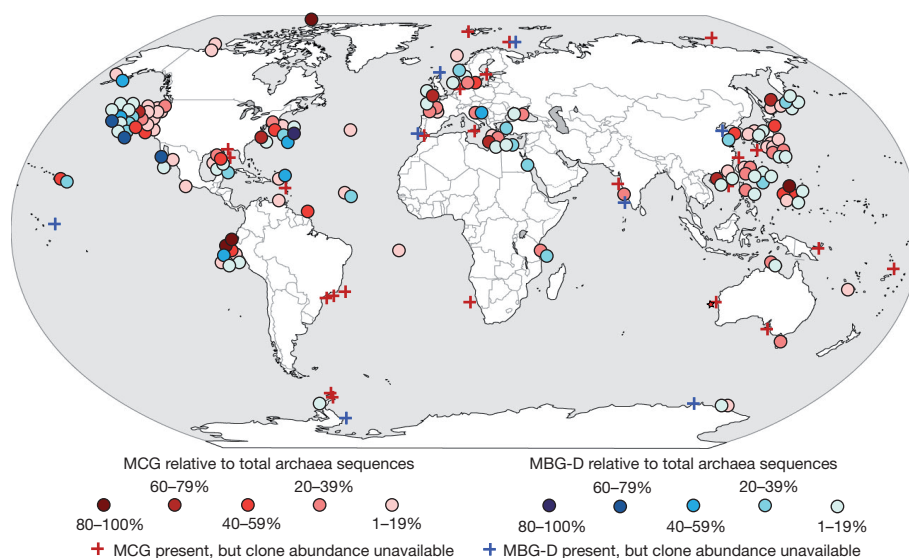 MCG relative to total archaea sequences
60–79% 20–39%
80–100% 40–59% 1–19%
+ MCG present, but clone abundance unavailable
MBG-D relative to total archaea sequences
60–79% 20–39%
80–100% 40–59% 1–19%
+ MBG-D present, but clone abundance unavailable